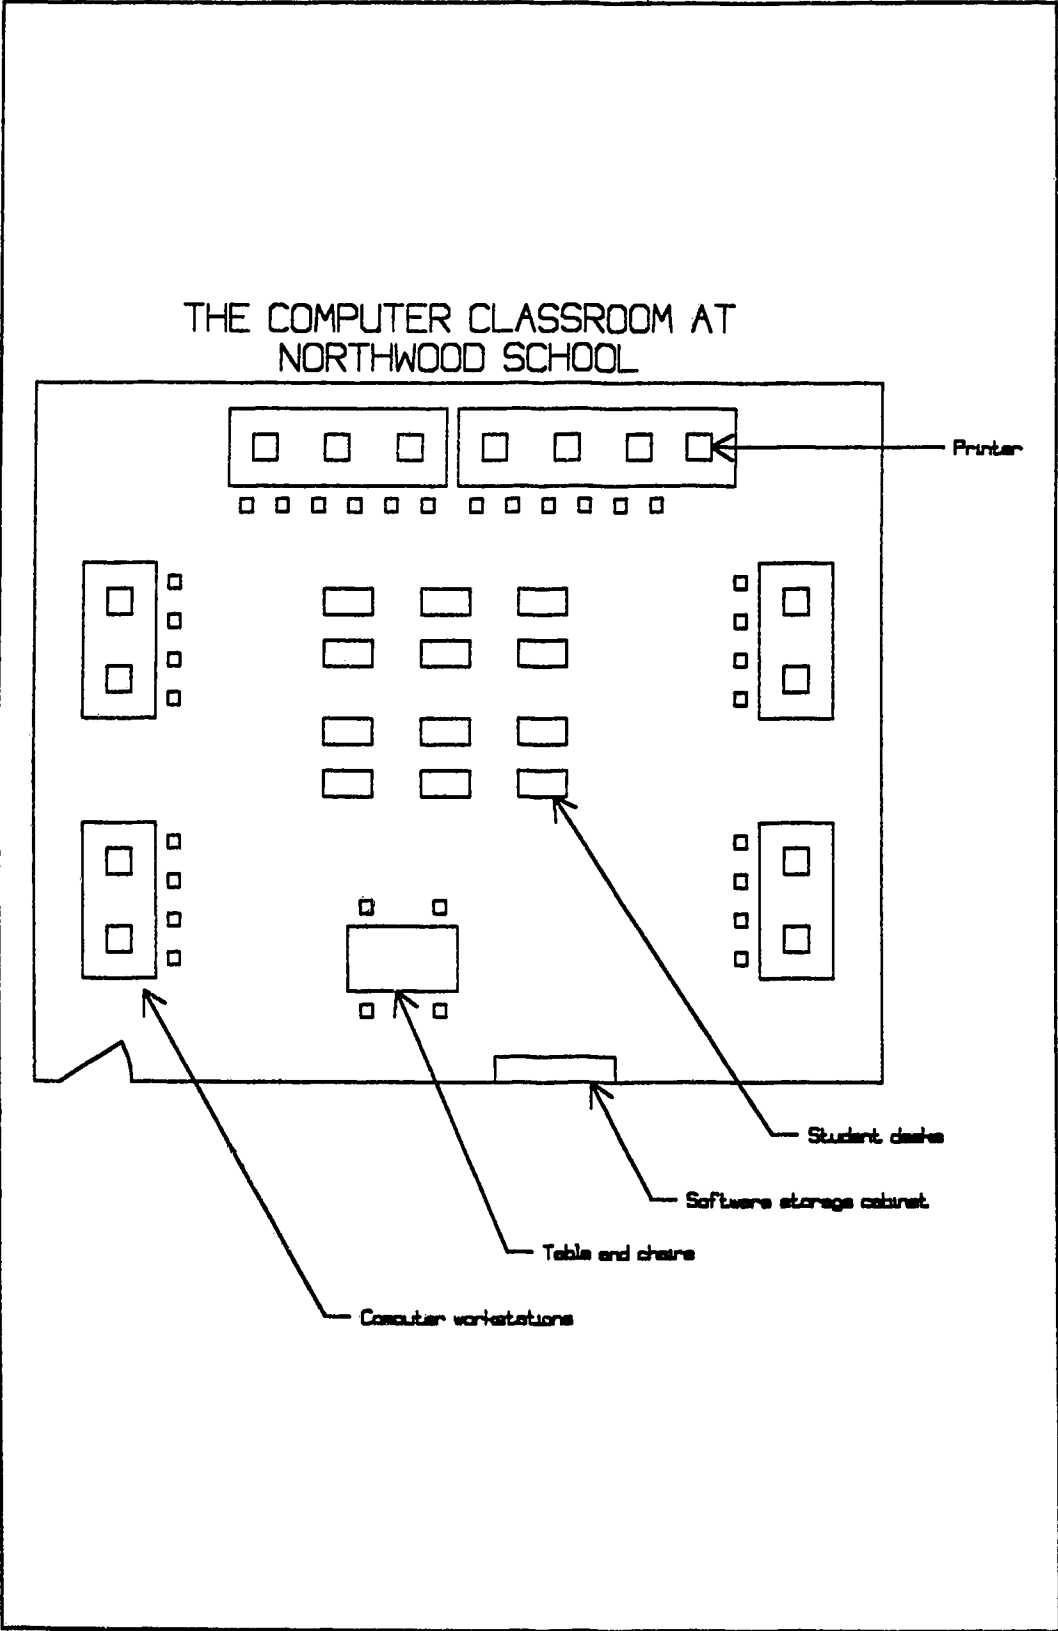 THE COMPUTER CLASSROOM AT
NORTHWOOD SCHOOL
Printer
Student desks
Software storage cabinet
Table and chairs
Computer workstations